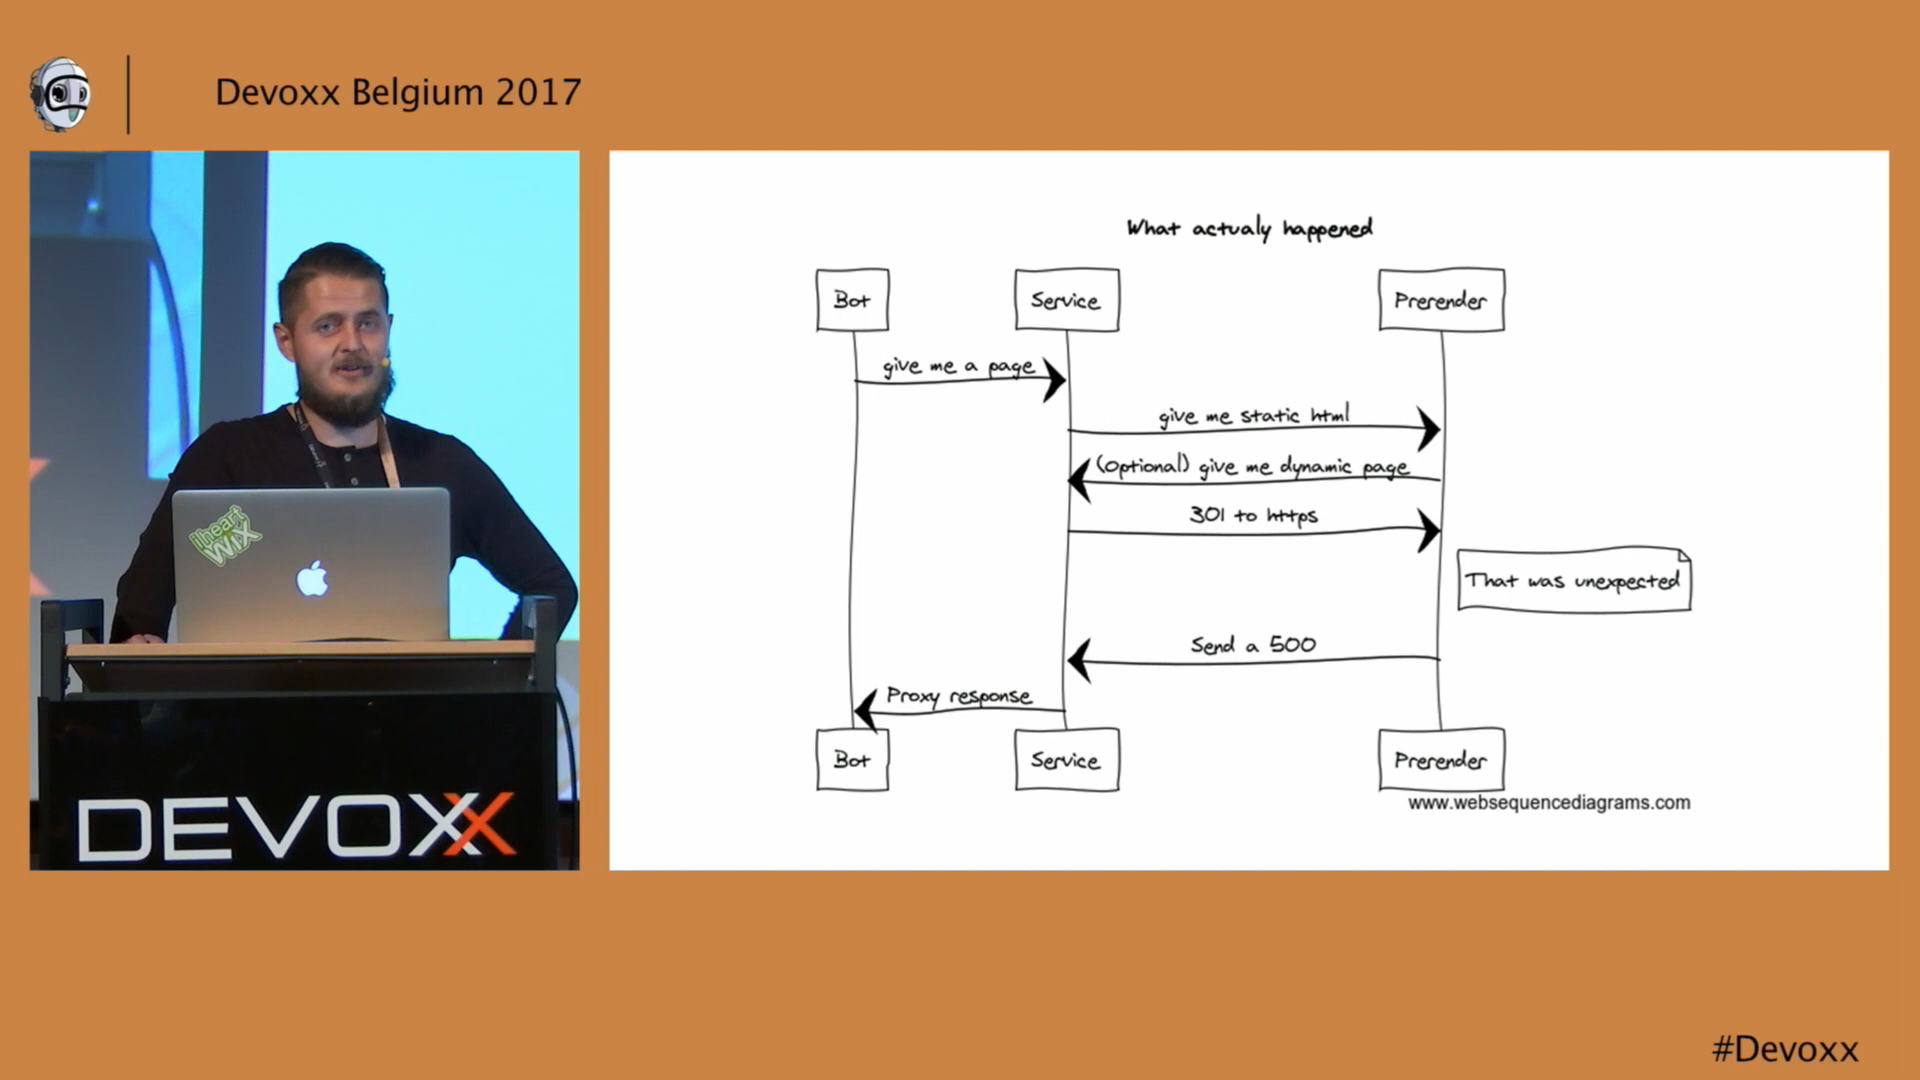 Devoxx Belgium 2017
What actualy happened
Bot
Service
Prerender
give me a page
give me static html
(Optional) give me dynamic page
301 to https
That was unexpected
Send a 500
Proxy response
Bot
Service
Prerender
www.websequencediagrams.com
iheart
WiX
DEVOXX
#Devoxx